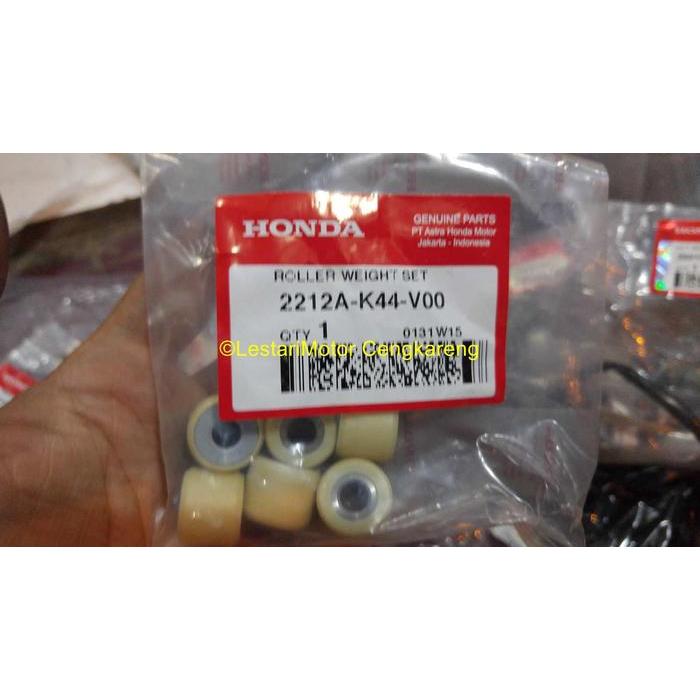 HONDA
GENUINE PARTS
PT Astra Honda Motor
Jakarta - Indonesia
ROLLER WEIGHT SET
2212A-K44-V00
QTY 1 0131W15
©LestariMotor Cengkareng